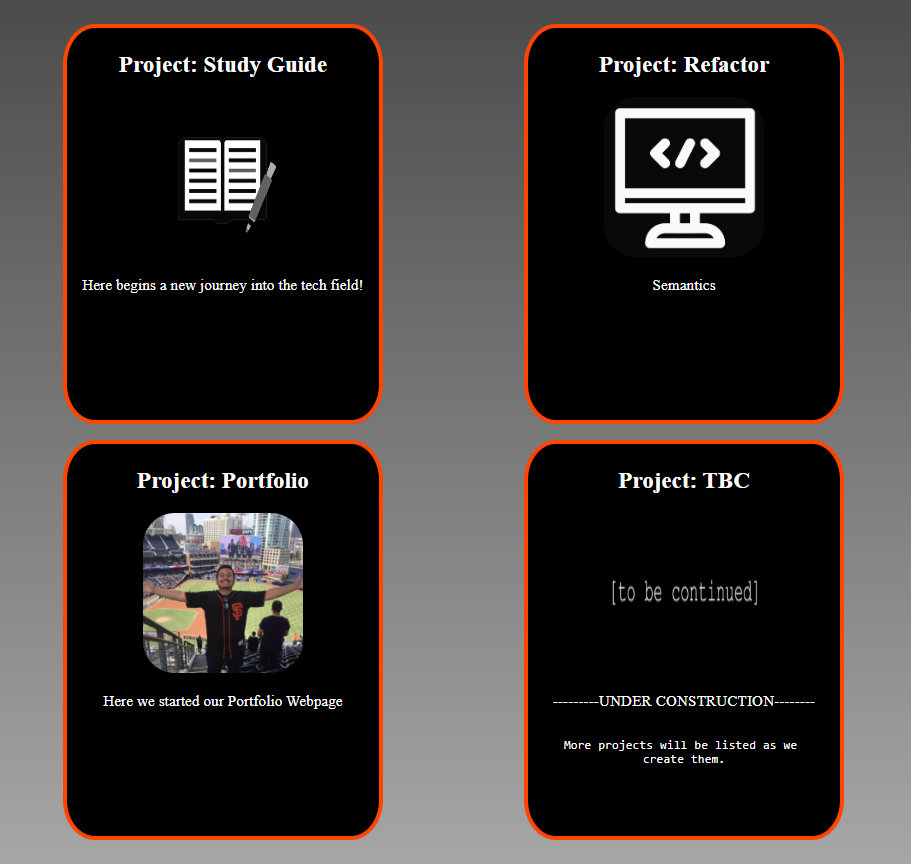 Project: Study Guide
Here begins a new journey into the tech field!
Project: Refactor
</>
Semantics
Project: Portfolio
SF
Here we started our Portfolio Webpage
Project: TBC
[to be continued]
---------UNDER CONSTRUCTION--------
More projects will be listed as we
create them.